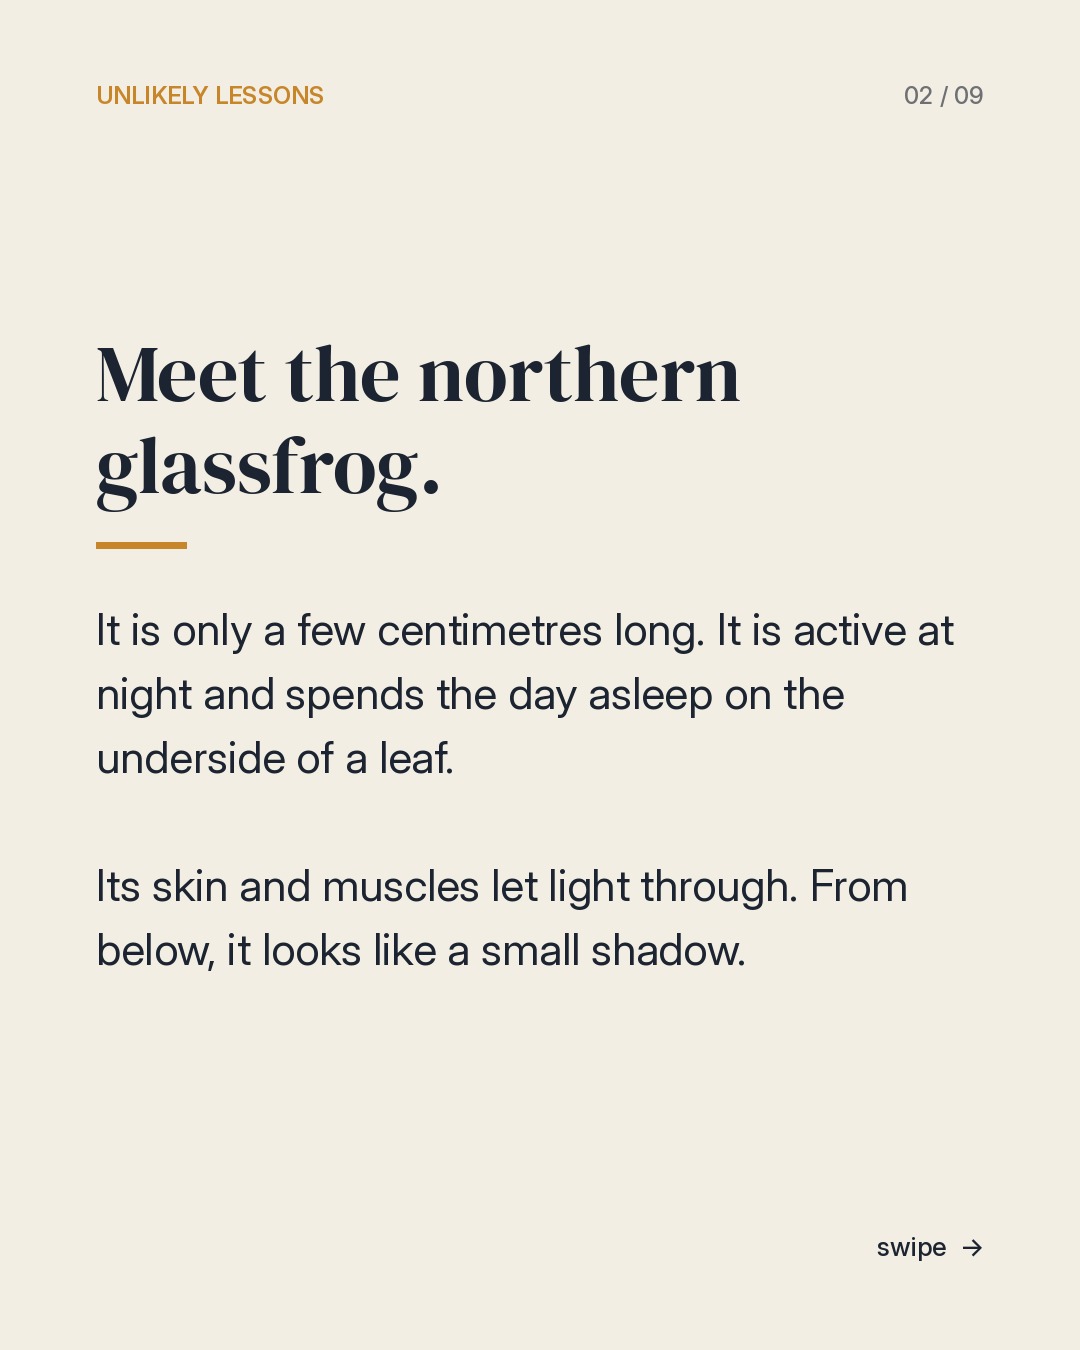 UNLIKELY LESSONS
02 / 09
Meet the northern
glassfrog.
It is only a few centimetres long. It is active at
night and spends the day asleep on the
underside of a leaf.
Its skin and muscles let light through. From
below, it looks like a small shadow.
swipe →